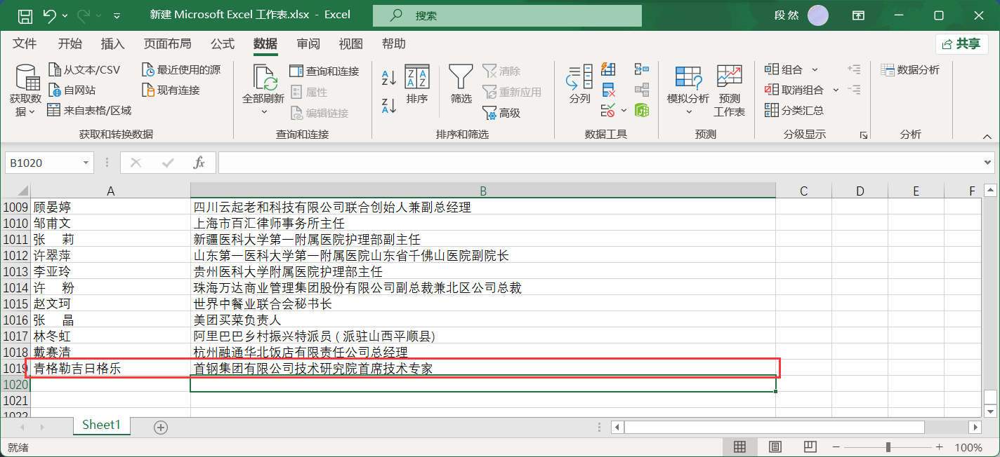 新建 Microsoft Excel 工作表.xlsx - Excel
搜索
段 然
文件 开始 插入 页面布局 公式 数据 审阅 视图 帮助 共享
获取数据
从文本/CSV
自网站
来自表格/区域
最近使用的源
现有连接
获取和转换数据
全部刷新
查询和连接
属性
编辑链接
查询和连接
排序
筛选
清除
重新应用
高级
排序和筛选
分列
数据工具
模拟分析
预测
工作表
预测
组合
取消组合
分类汇总
分级显示
数据分析
分析
B1020 fx
A B C D E F
1009 顾晏婷 四川云起老和科技有限公司联合创始人兼副总经理
1010 邹甫文 上海市百汇律师事务所主任
1011 张 莉 新疆医科大学第一附属医院护理部副主任
1012 许翠萍 山东第一医科大学第一附属医院山东省千佛山医院副院长
1013 李亚玲 贵州医科大学附属医院护理部主任
1014 许 粉 珠海万达商业管理集团股份有限公司副总裁兼北区公司总裁
1015 赵文珂 世界中餐业联合会秘书长
1016 张 晶 美团买菜负责人
1017 林冬虹 阿里巴巴乡村振兴特派员 ( 派驻山西平顺县)
1018 戴赛清 杭州融通华北饭店有限责任公司总经理
1019 青格勒吉日格乐 首钢集团有限公司技术研究院首席技术专家
1020
1021
1022
Sheet1
就绪
100%